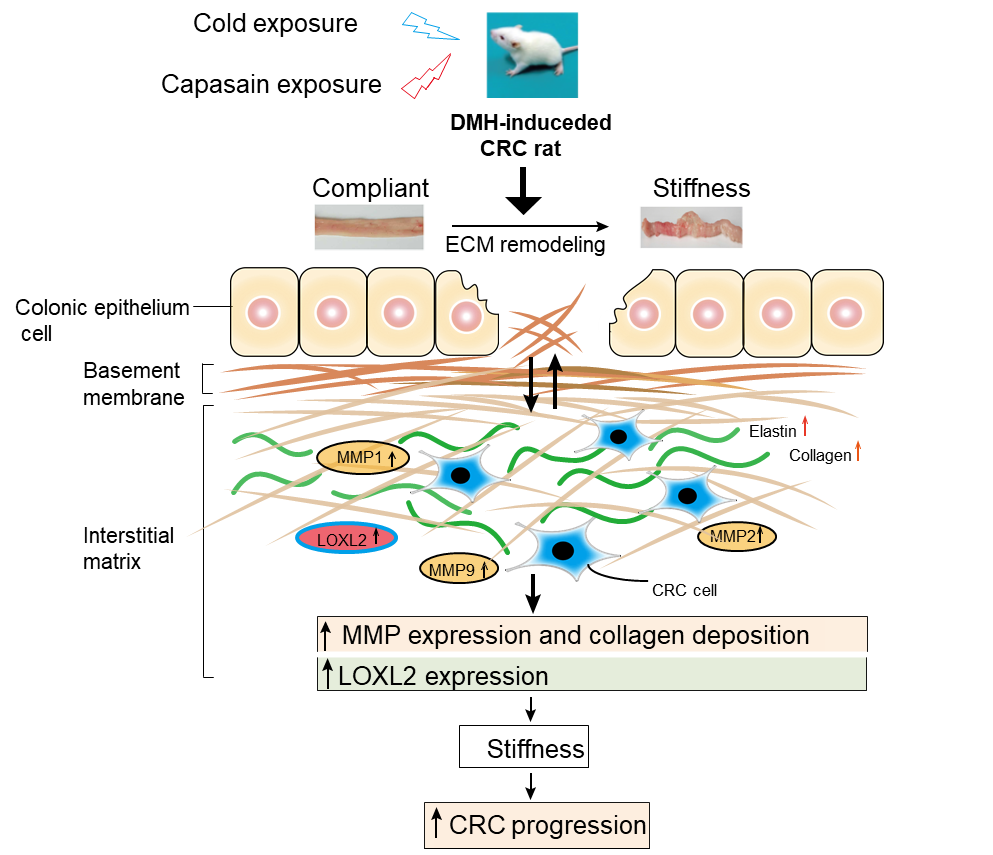 Cold exposure
Capasain exposure
DMH-induceded
CRC rat
Compliant
Stiffness
ECM remodeling
Colonic epithelium
cell
Basement
membrane
Elastin
Collagen
MMP1
Interstitial
matrix
LOXL2
MMP2
MMP9
CRC cell
MMP expression and collagen deposition
LOXL2 expression
Stiffness
CRC progression